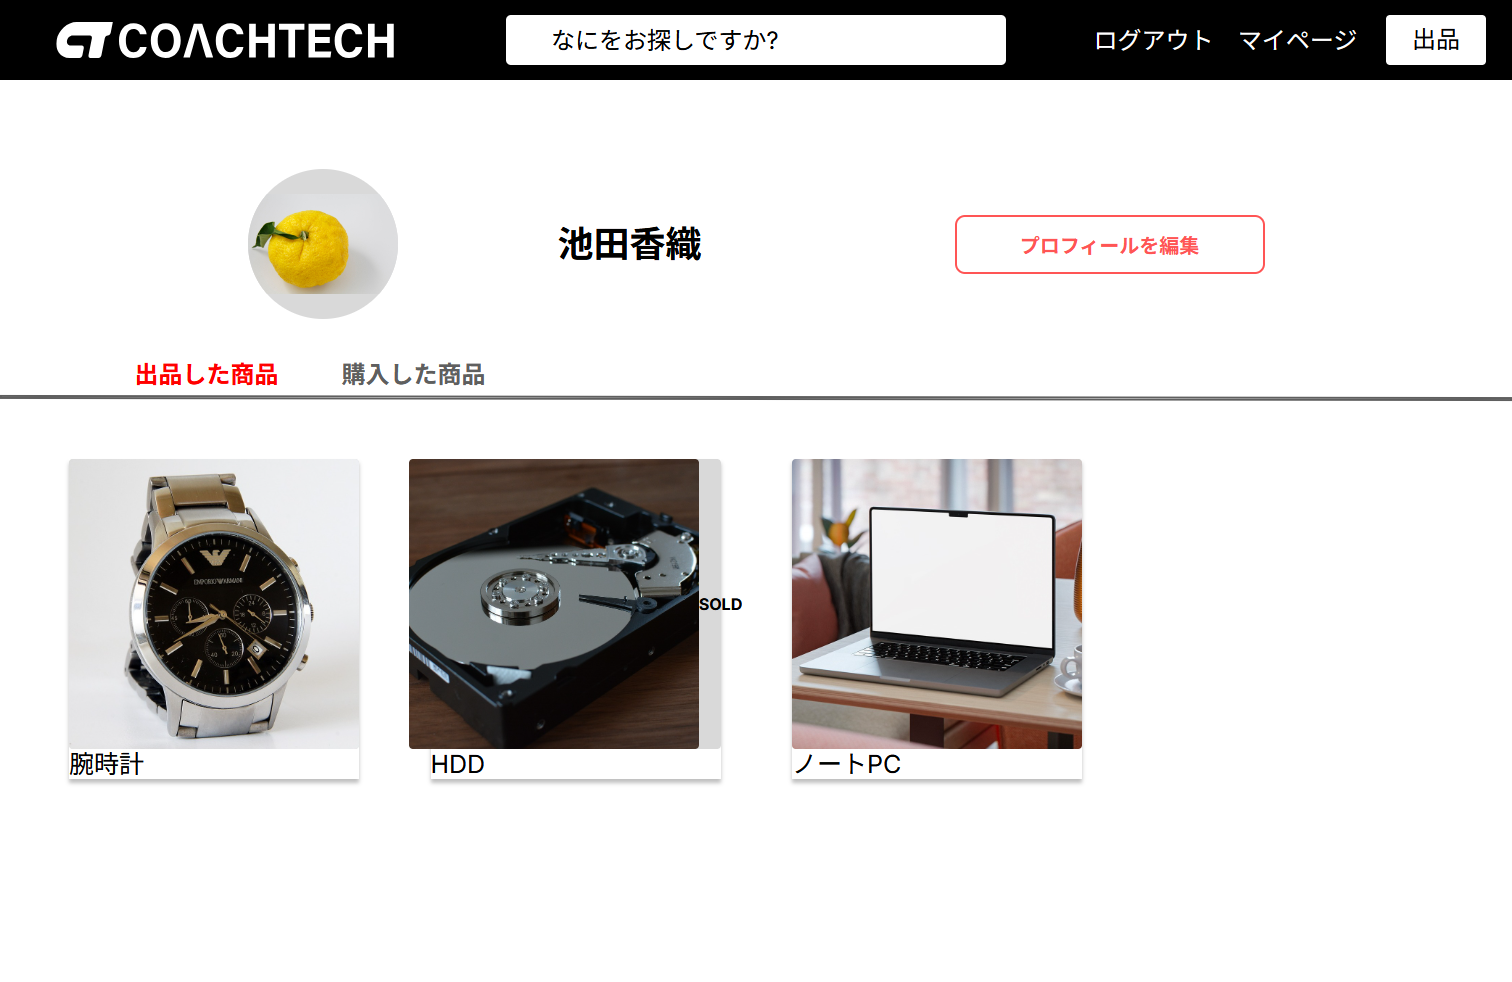 COACHTECH
なにをお探しですか?
ログアウト
マイページ
出品
池田香織
プロフィールを編集
出品した商品
購入した商品
EMPORIO ARMANI
SOLD
腕時計
HDD
ノートPC